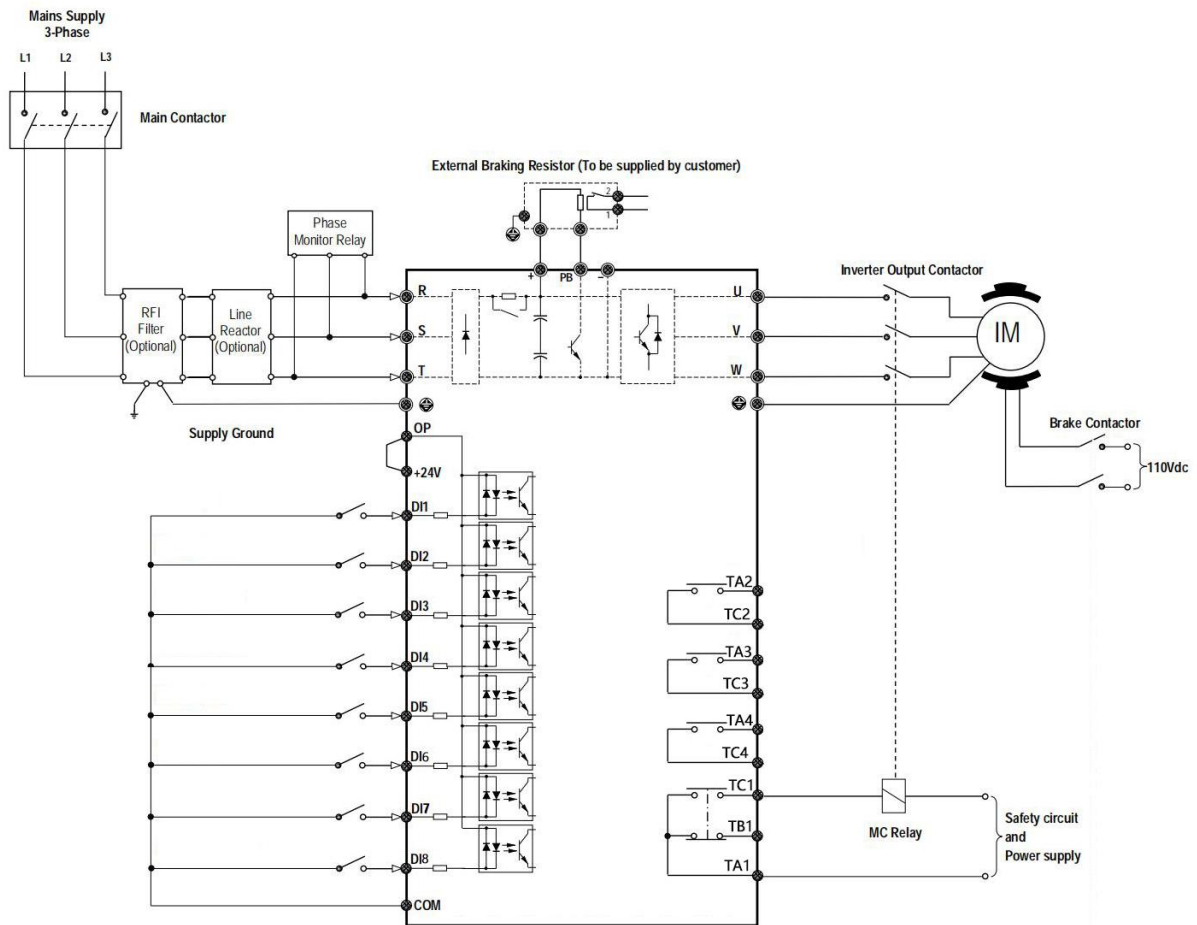 Mains Supply
3-Phase
L1
L2
L3
Main Contactor
External Braking Resistor (To be supplied by customer)
2
1
Phase
Monitor Relay
+
PB
−
Inverter Output Contactor
RFI
Filter
(Optional)
Line
Reactor
(Optional)
R
S
T
U
V
W
IM
Supply Ground
Brake Contactor
110Vdc
OP
+24V
DI1
DI2
DI3
DI4
DI5
DI6
DI7
DI8
COM
TA2
TC2
TA3
TC3
TA4
TC4
TC1
TB1
TA1
MC Relay
Safety circuit
and
Power supply